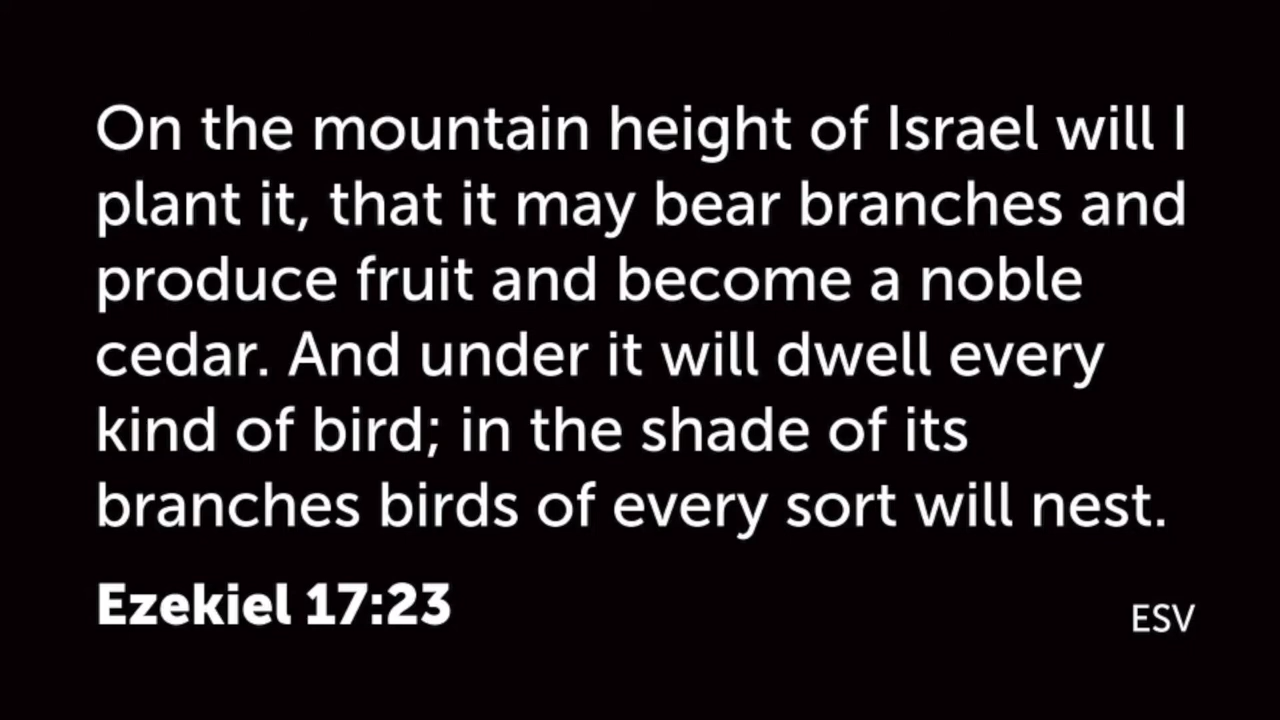 On the mountain height of Israel will I
plant it, that it may bear branches and
produce fruit and become a noble
cedar. And under it will dwell every
kind of bird; in the shade of its
branches birds of every sort will nest.
Ezekiel 17:23
ESV